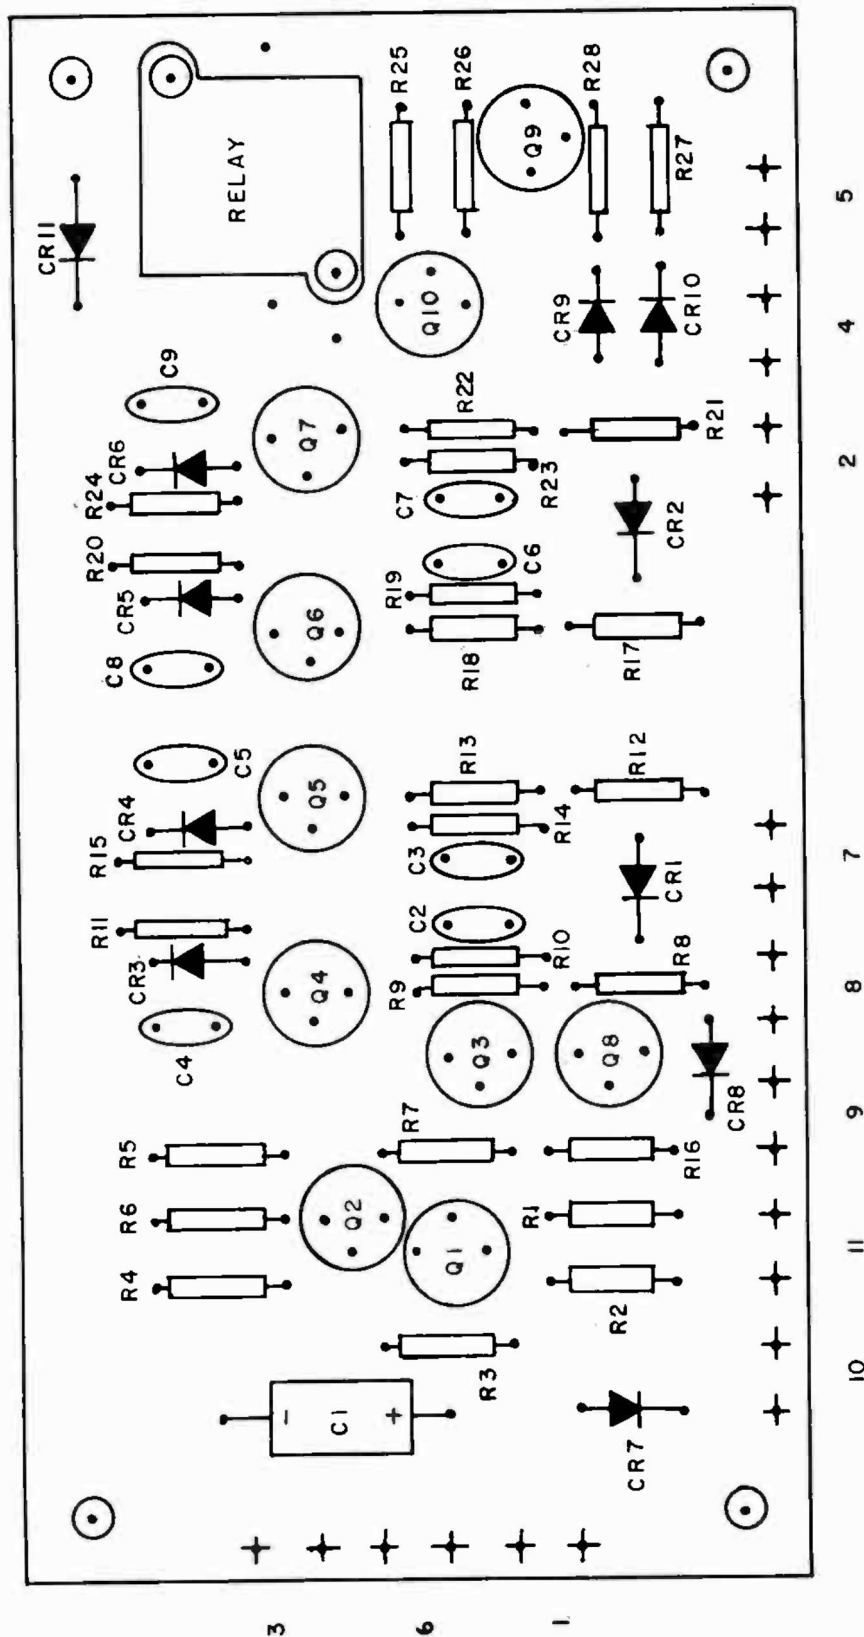 R25
R26
R28
Q9
R27
RELAY
CR11
5
Q10
CR9
CR10
4
C9
R22
Q7
CR6
R21
R24
C7
R23
2
CR2
R20
C6
R19
CR5
Q6
R18
R17
C8
C5
R13
R12
Q5
CR4
R14
R15
C3
CR1
7
R11
C2
R10
CR3
R9
R8
Q4
8
C4
Q3
Q8
CR8
9
R7
R5
R16
R6
Q2
R1
Q1
R4
R2
11
R3
10
-
C1
+
CR7
3
6
1